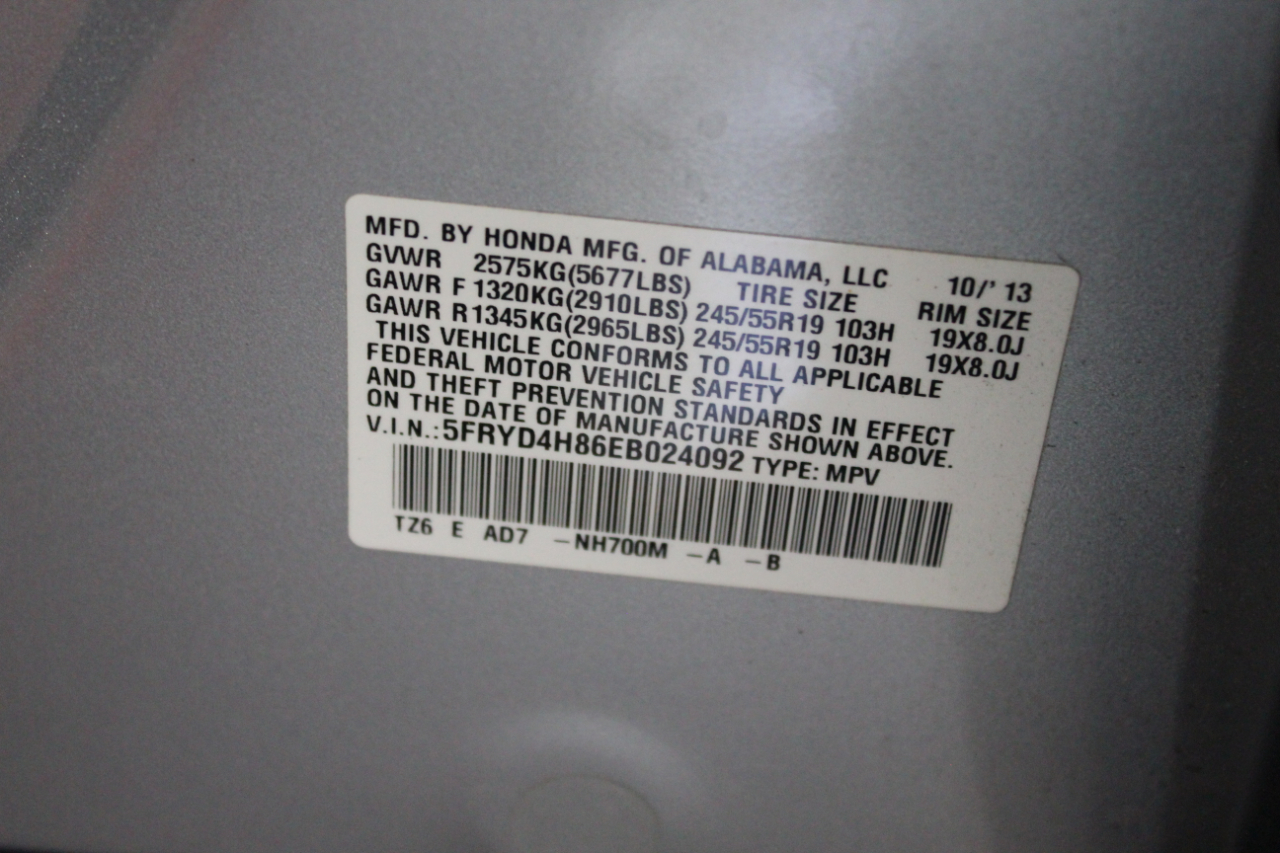 MFD. BY HONDA MFG. OF ALABAMA, LLC 10/' 13
GVWR 2575KG(5677LBS) TIRE SIZE RIM SIZE
GAWR F 1320KG(2910LBS) 245/55R19 103H 19X8.0J
GAWR R 1345KG(2965LBS) 245/55R19 103H 19X8.0J
THIS VEHICLE CONFORMS TO ALL APPLICABLE
FEDERAL MOTOR VEHICLE SAFETY
AND THEFT PREVENTION STANDARDS IN EFFECT
ON THE DATE OF MANUFACTURE SHOWN ABOVE.
V.I.N.: 5FRYD4H86EB024092 TYPE: MPV
TZ6 E AD7 -NH700M -A -B